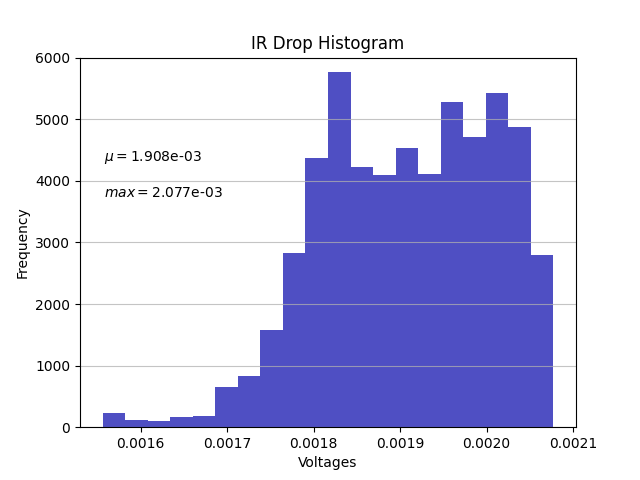 IR Drop Histogram
6000
5000
4000
3000
2000
1000
0
Frequency
μ = 1.908e-03
max = 2.077e-03
0.0016 0.0017 0.0018 0.0019 0.0020 0.0021
Voltages